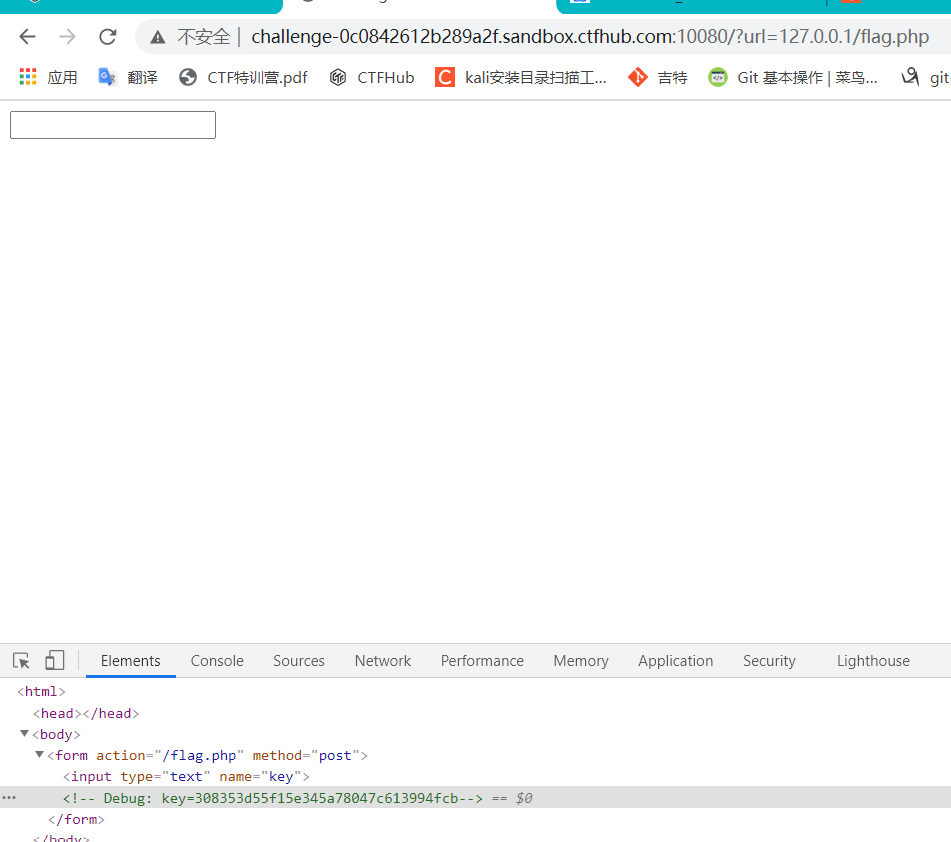 不安全 | challenge-0c0842612b289a2f.sandbox.ctfhub.com:10080/?url=127.0.0.1/flag.php
应用 翻译 CTF特训营.pdf CTFHub kali安装目录扫描工... 吉特 Git 基本操作 | 菜鸟... git
Elements Console Sources Network Performance Memory Application Security Lighthouse
<html>
<head></head>
<body>
<form action="/flag.php" method="post">
<input type="text" name="key">
<!-- Debug: key=308353d55f15e345a78047c613994fcb--> == $0
</form>
</body>